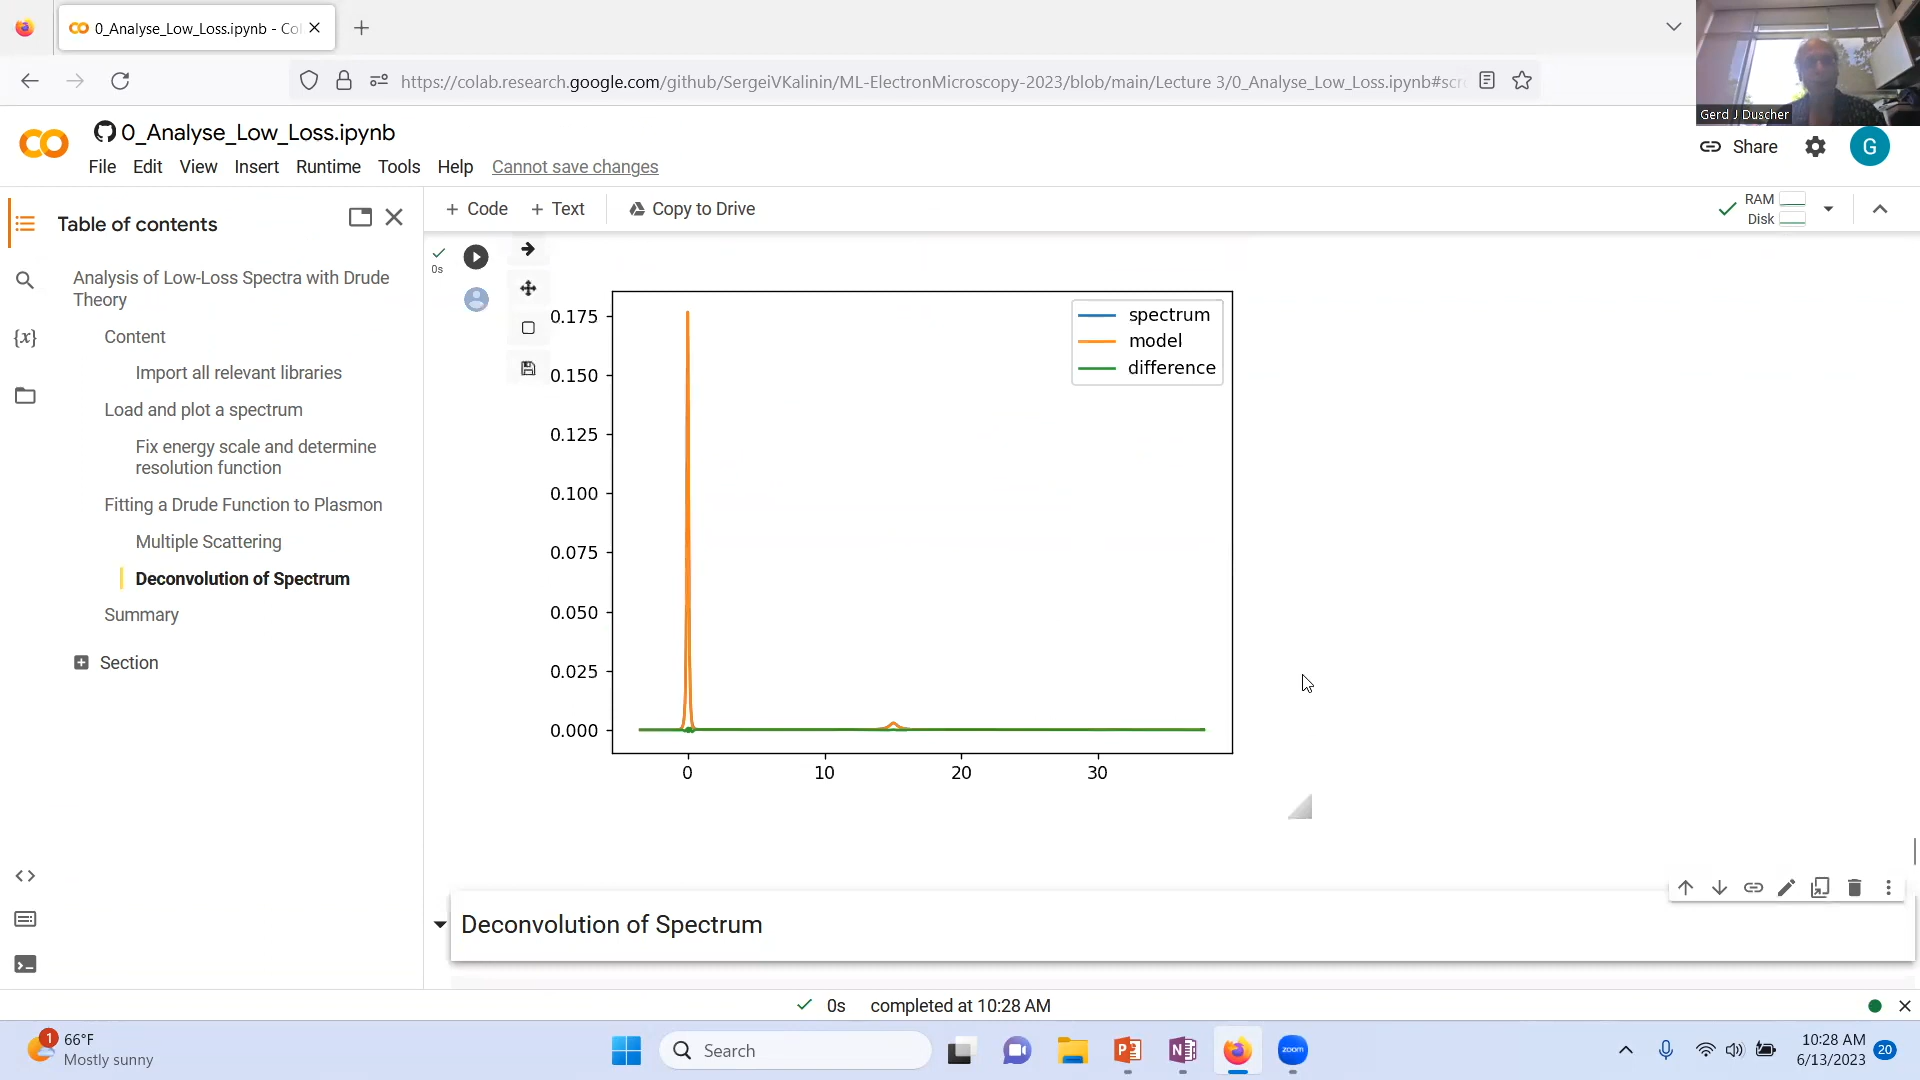 0_Analyse_Low_Loss.ipynb - Co
https://colab.research.google.com/github/SergeiVKalinin/ML-ElectronMicroscopy-2023/blob/main/Lecture 3/0_Analyse_Low_Loss.ipynb#scr
Gerd J Duscher
0_Analyse_Low_Loss.ipynb
File Edit View Insert Runtime Tools Help Cannot save changes
Share
G
Table of contents
+ Code + Text Copy to Drive
RAM
Disk
Analysis of Low-Loss Spectra with Drude
Theory
Content
Import all relevant libraries
Load and plot a spectrum
Fix energy scale and determine
resolution function
Fitting a Drude Function to Plasmon
Multiple Scattering
Deconvolution of Spectrum
Summary
Section
{x}
0s
spectrum
model
difference
0.175
0.150
0.125
0.100
0.075
0.050
0.025
0.000
0 10 20 30
Deconvolution of Spectrum
0s completed at 10:28 AM
1
66°F
Mostly sunny
Search
zoom
10:28 AM
6/13/2023
20